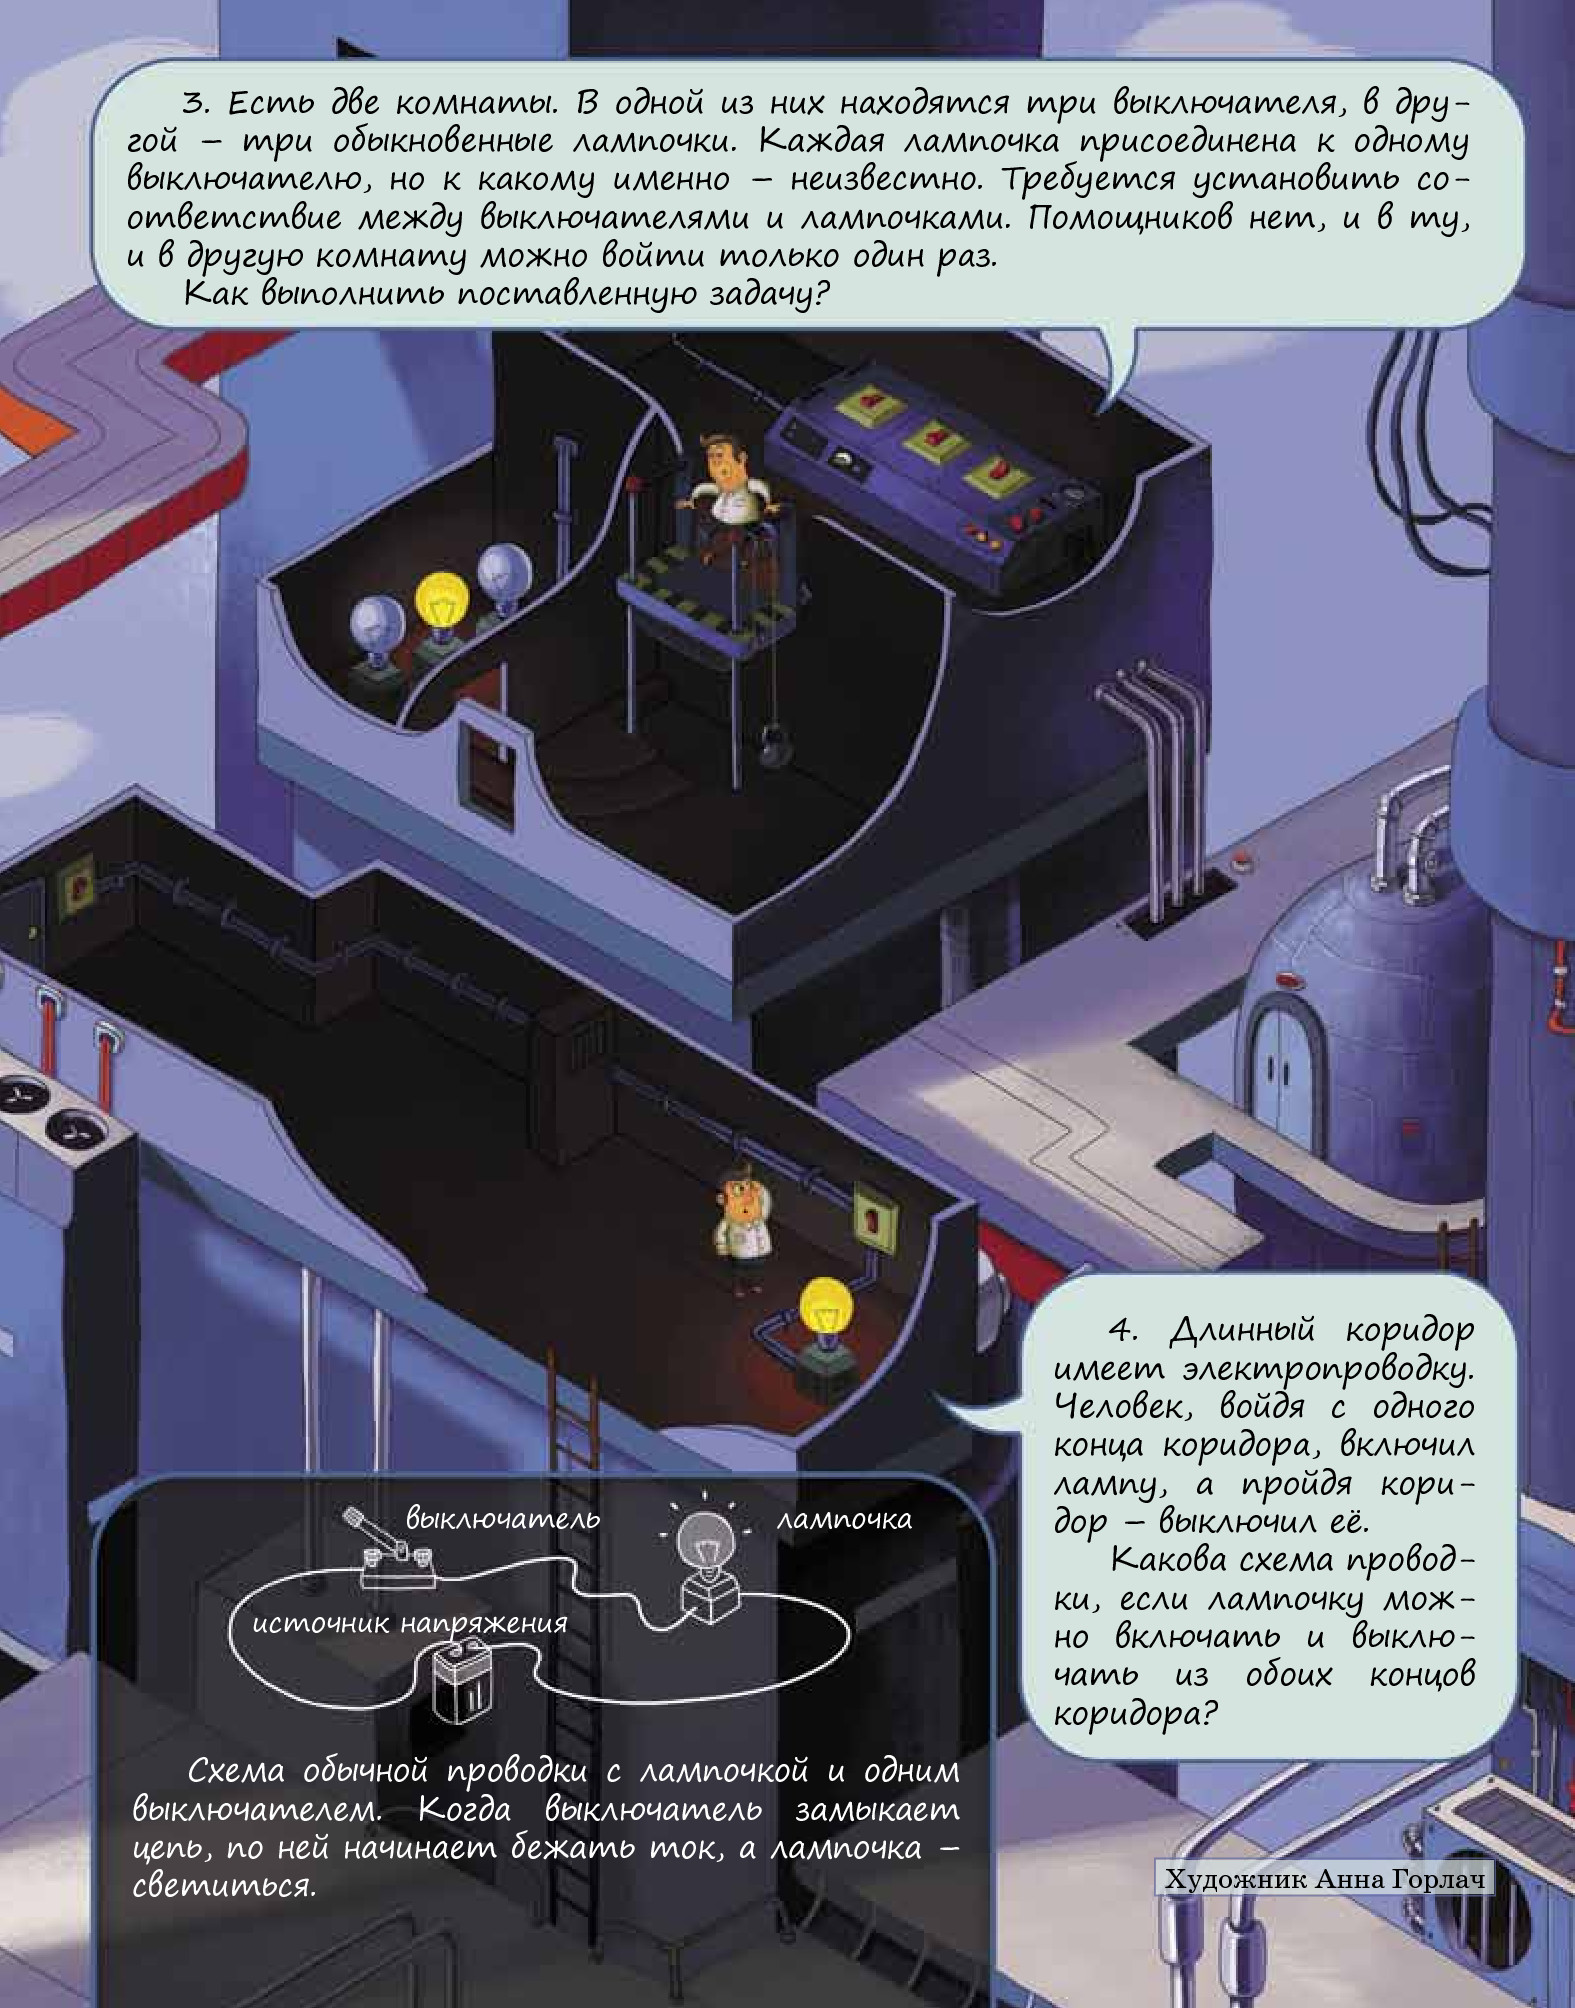 3. Есть две комнаты. В одной из них находятся три выключателя, в дру-
гой – три обыкновенные лампочки. Каждая лампочка присоединена к одному
выключателю, но к какому именно – неизвестно. Требуется установить со-
ответствие между выключателями и лампочками. Помощников нет, и в ту,
и в другую комнату можно войти только один раз.
Как выполнить поставленную задачу?
4. Длинный коридор
имеет электропроводку.
Человек, войдя с одного
конца коридора, включил
лампу, а пройдя кори-
дор – выключил её.
Какова схема провод-
ки, если лампочку мож-
но включать и выклю-
чать из обоих концов
коридора?
выключатель
лампочка
источник напряжения
Схема обычной проводки с лампочкой и одним
выключателем. Когда выключатель замыкает
цепь, по ней начинает бежать ток, а лампочка –
светиться.
Художник Анна Горлач